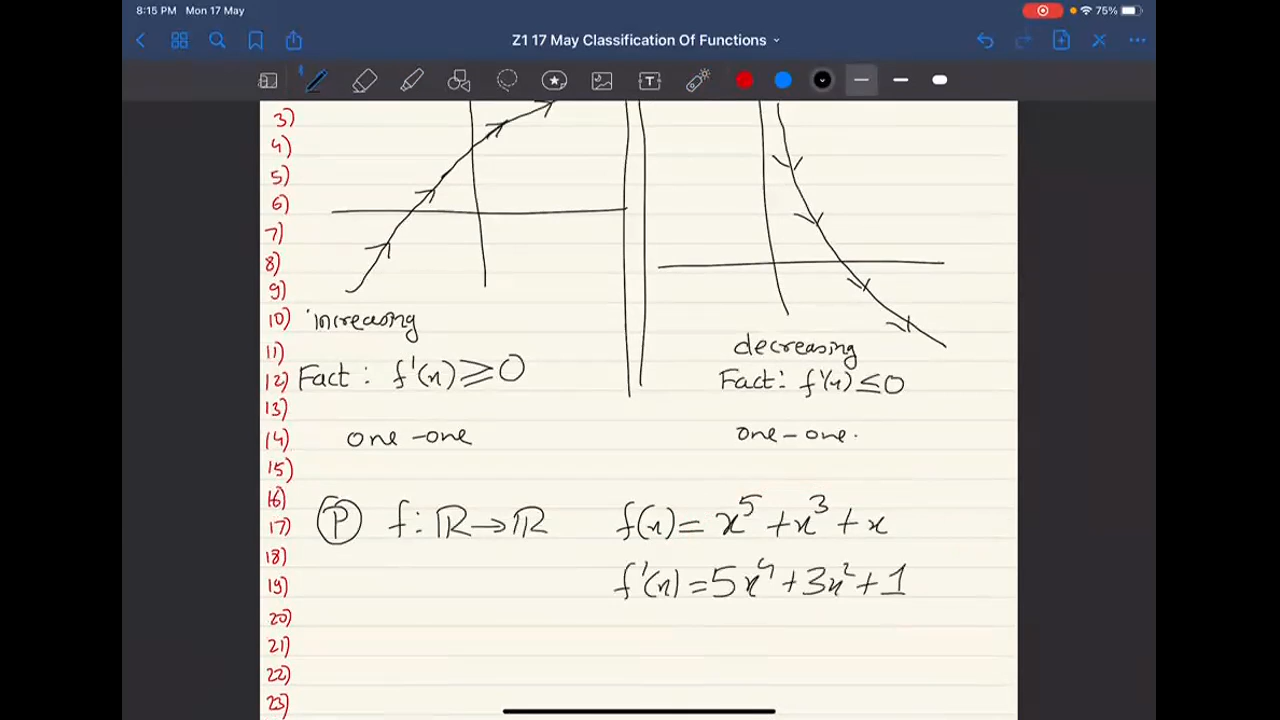 8:15 PM Mon 17 May
75%
Z1 17 May Classification Of Functions
3)
4)
5)
6)
7)
8)
9)
10) increasing
11) decreasing
12) Fact : f'(x) ≥ 0 Fact: f'(x) ≤ 0
13)
14) one - one one - one.
15)
16)
17) P f: ℝ → ℝ f(x) = x⁵ + x³ + x
18)
19) f'(x) = 5x⁴ + 3x² + 1
20)
21)
22)
23)